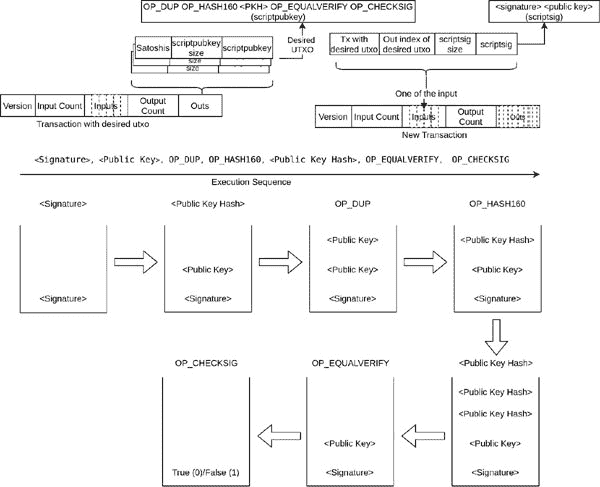 OP_DUP OP_HASH160 <PKH> OP_EQUALVERIFY OP_CHECKSIG
(scriptpubkey)
<signature> <public key>
(scriptsig)
Desired
UTXO
Satoshis
scriptpubkey
size
scriptpubkey
size
size
Tx with
desired utxo
Out index of
desired utxo
scriptsig
size
scriptsig
One of the input
Version
Input Count
Inputs
Output
Count
Outs
Transaction with desired utxo
Version
Input Count
Inputs
Output
Count
Outs
New Transaction
<Signature>, <Public Key>, OP_DUP, OP_HASH160, <Public Key Hash>, OP_EQUALVERIFY, OP_CHECKSIG
Execution Sequence
<Signature>
<Public Key Hash>
OP_DUP
OP_HASH160
<Public Key>
<Public Key Hash>
<Public Key>
<Public Key>
<Public Key>
<Signature>
<Signature>
<Signature>
<Signature>
OP_CHECKSIG
OP_EQUALVERIFY
<Public Key Hash>
<Public Key Hash>
<Public Key Hash>
<Public Key>
<Public Key>
True (0)/False (1)
<Signature>
<Signature>